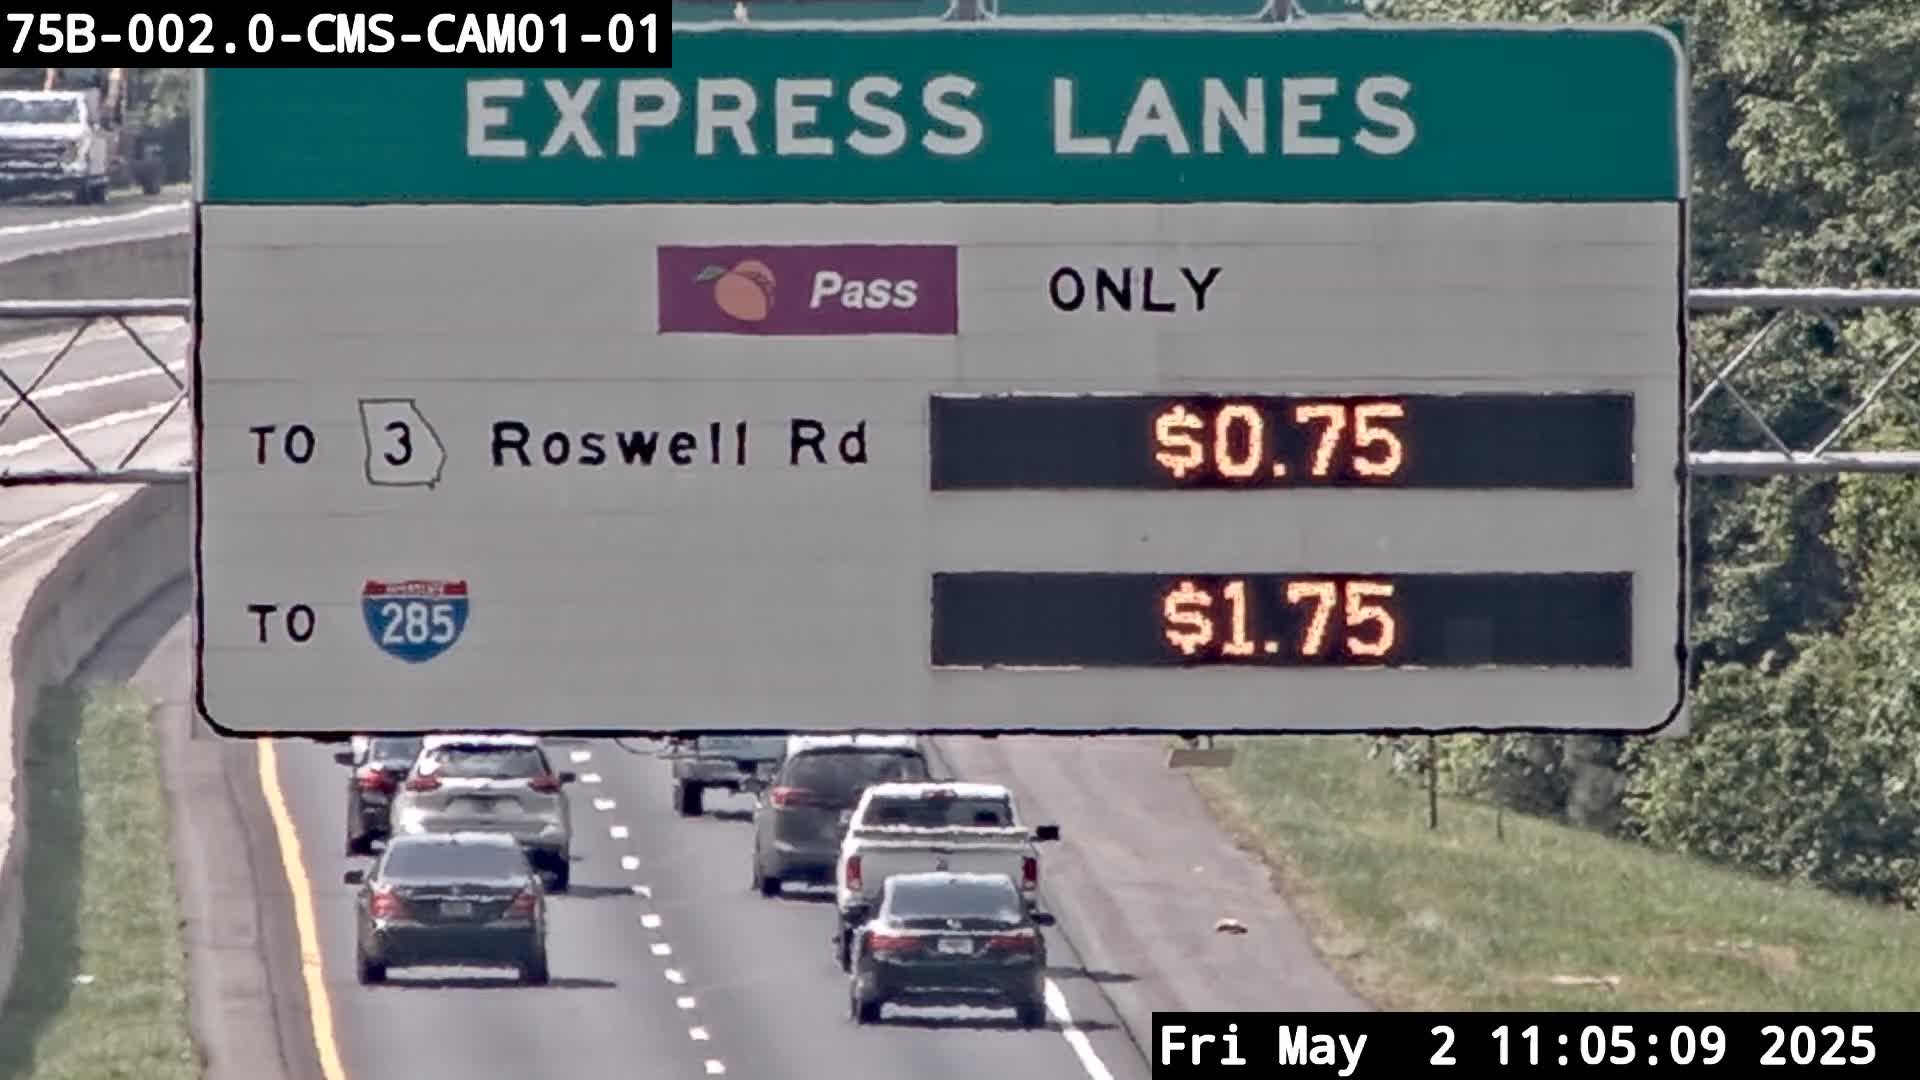 75B-002.0-CMS-CAM01-01
EXPRESS LANES
Pass ONLY
TO 3 Roswell Rd $0.75
TO 285 $1.75
Fri May 2 11:05:09 2025